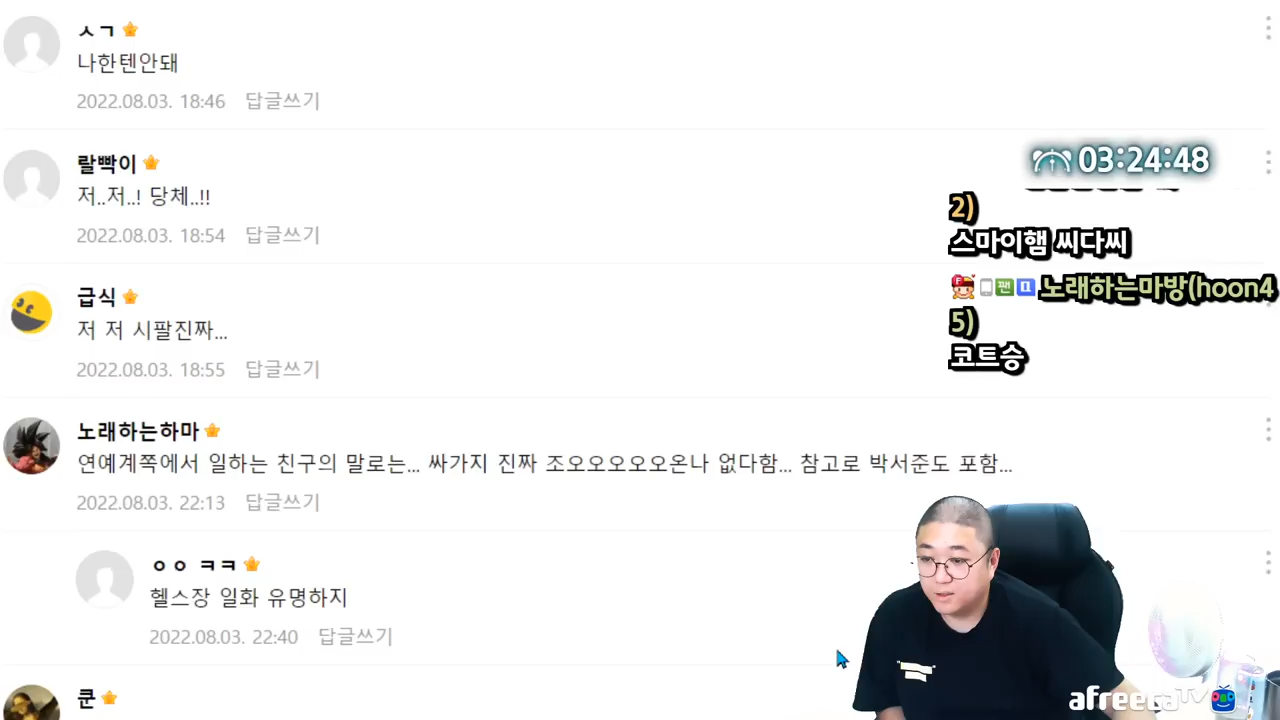 ㅅㄱ
나한텐안돼
2022.08.03. 18:46 답글쓰기
랄빡이
저..저..! 당체..!!
2022.08.03. 18:54 답글쓰기
급식
저 저 시팔진짜...
2022.08.03. 18:55 답글쓰기
노래하는하마
연예계쪽에서 일하는 친구의 말로는... 싸가지 진짜 조오오오오오온나 없다함... 참고로 박서준도 포함...
2022.08.03. 22:13 답글쓰기
ㅇㅇ ㅋㅋ
헬스장 일화 유명하지
2022.08.03. 22:40 답글쓰기
쿤
03:24:48
2)
스마이햄 씨다씨
F 팬 노래하는마방(hoon4
5)
코트승
afreecaTV